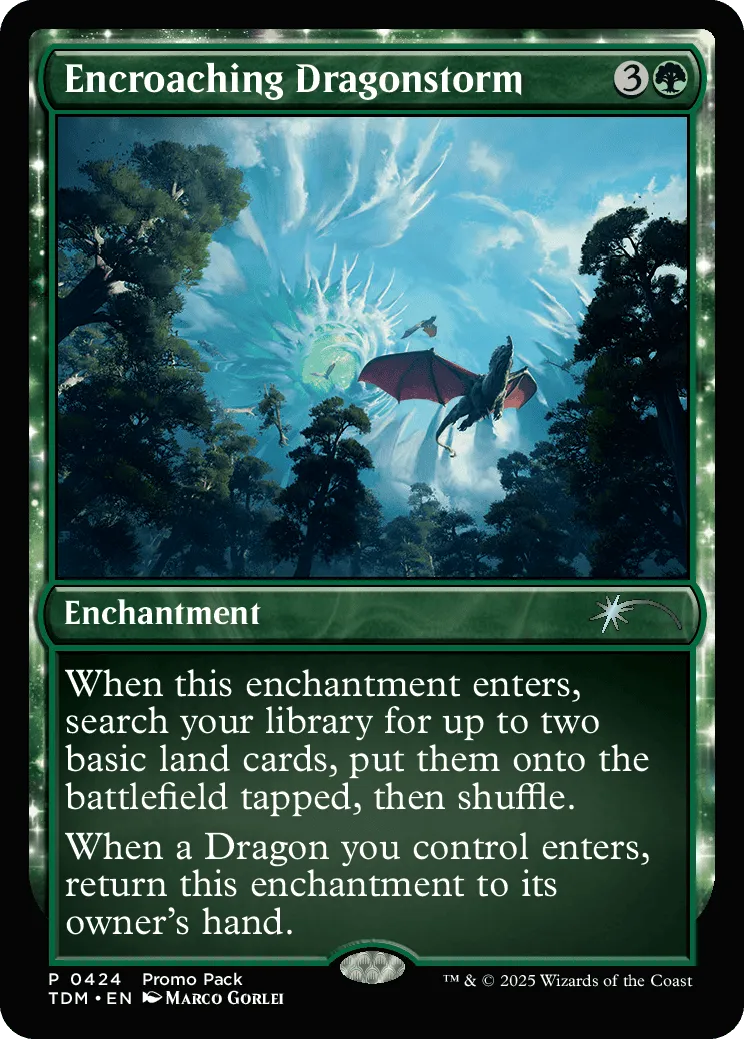 Encroaching Dragonstorm 3
Enchantment
When this enchantment enters,
search your library for up to two
basic land cards, put them onto the
battlefield tapped, then shuffle.
When a Dragon you control enters,
return this enchantment to its
owner's hand.
P 0424 Promo Pack
TDM • EN Marco Gorlei
™ & © 2025 Wizards of the Coast